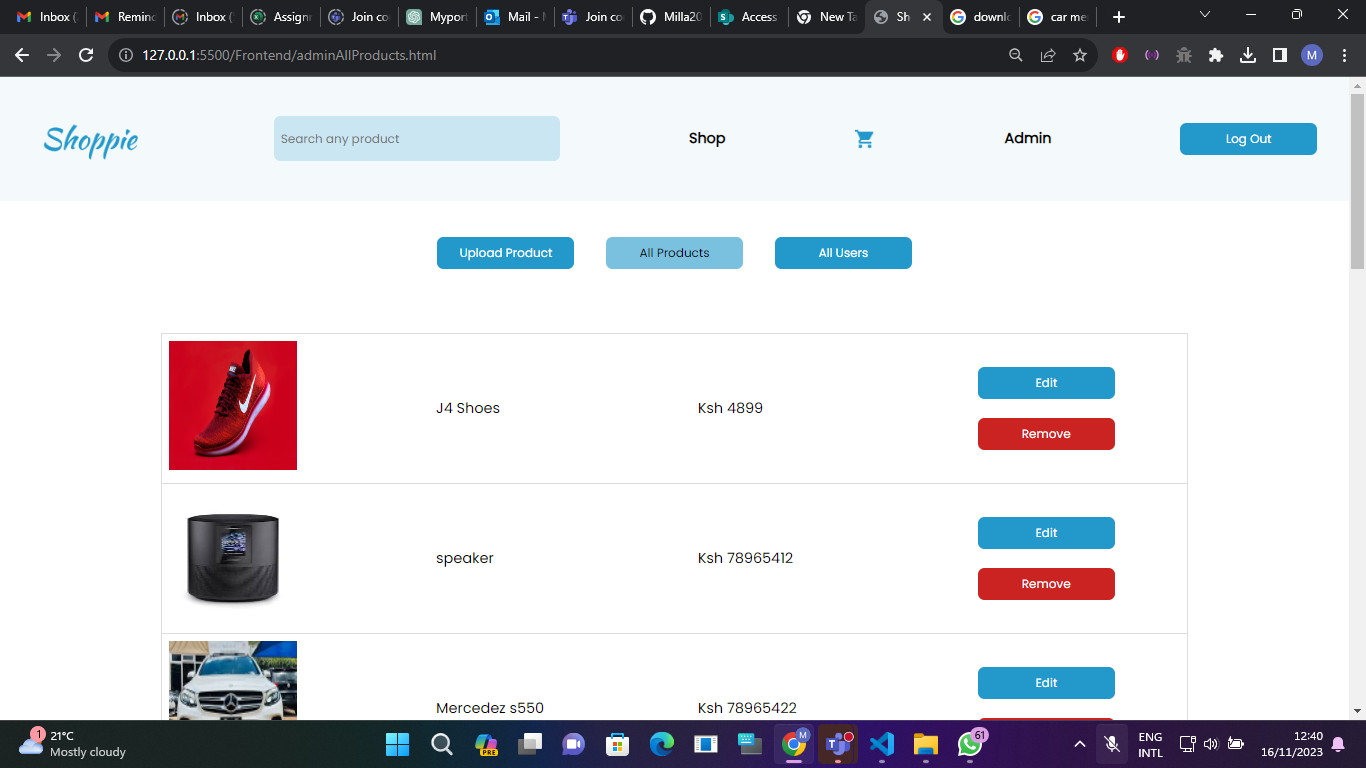 Inbox (
Remind
Inbox (
Assignm
Join co
Myport
Mail - M
Join co
Milla20
Access
New Ta
Sh
downlo
car me
127.0.0.1:5500/Frontend/adminAllProducts.html
M
Shoppie
Search any product
Shop
Admin
Log Out
Upload Product
All Products
All Users
J4 Shoes
Ksh 4899
Edit
Remove
speaker
Ksh 78965412
Edit
Remove
Mercedez s550
Ksh 78965422
Edit
1
21°C
Mostly cloudy
PRE
M
61
ENG
INTL
12:40
16/11/2023